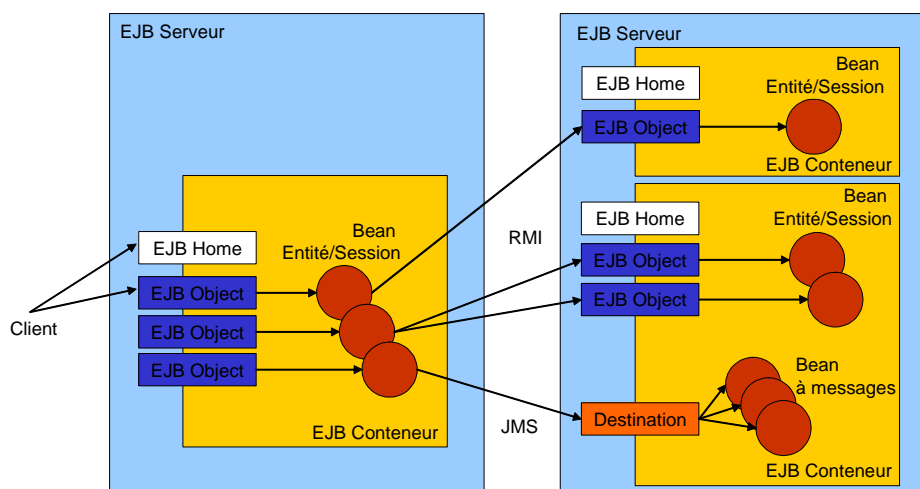 EJB Serveur
EJB Home
EJB Object
EJB Object
EJB Object
Client
Bean
Entité/Session
EJB Conteneur
RMI
JMS
EJB Serveur
EJB Home
EJB Object
Bean
Entité/Session
EJB Conteneur
EJB Home
EJB Object
EJB Object
Bean
Entité/Session
Destination
Bean
à messages
EJB Conteneur